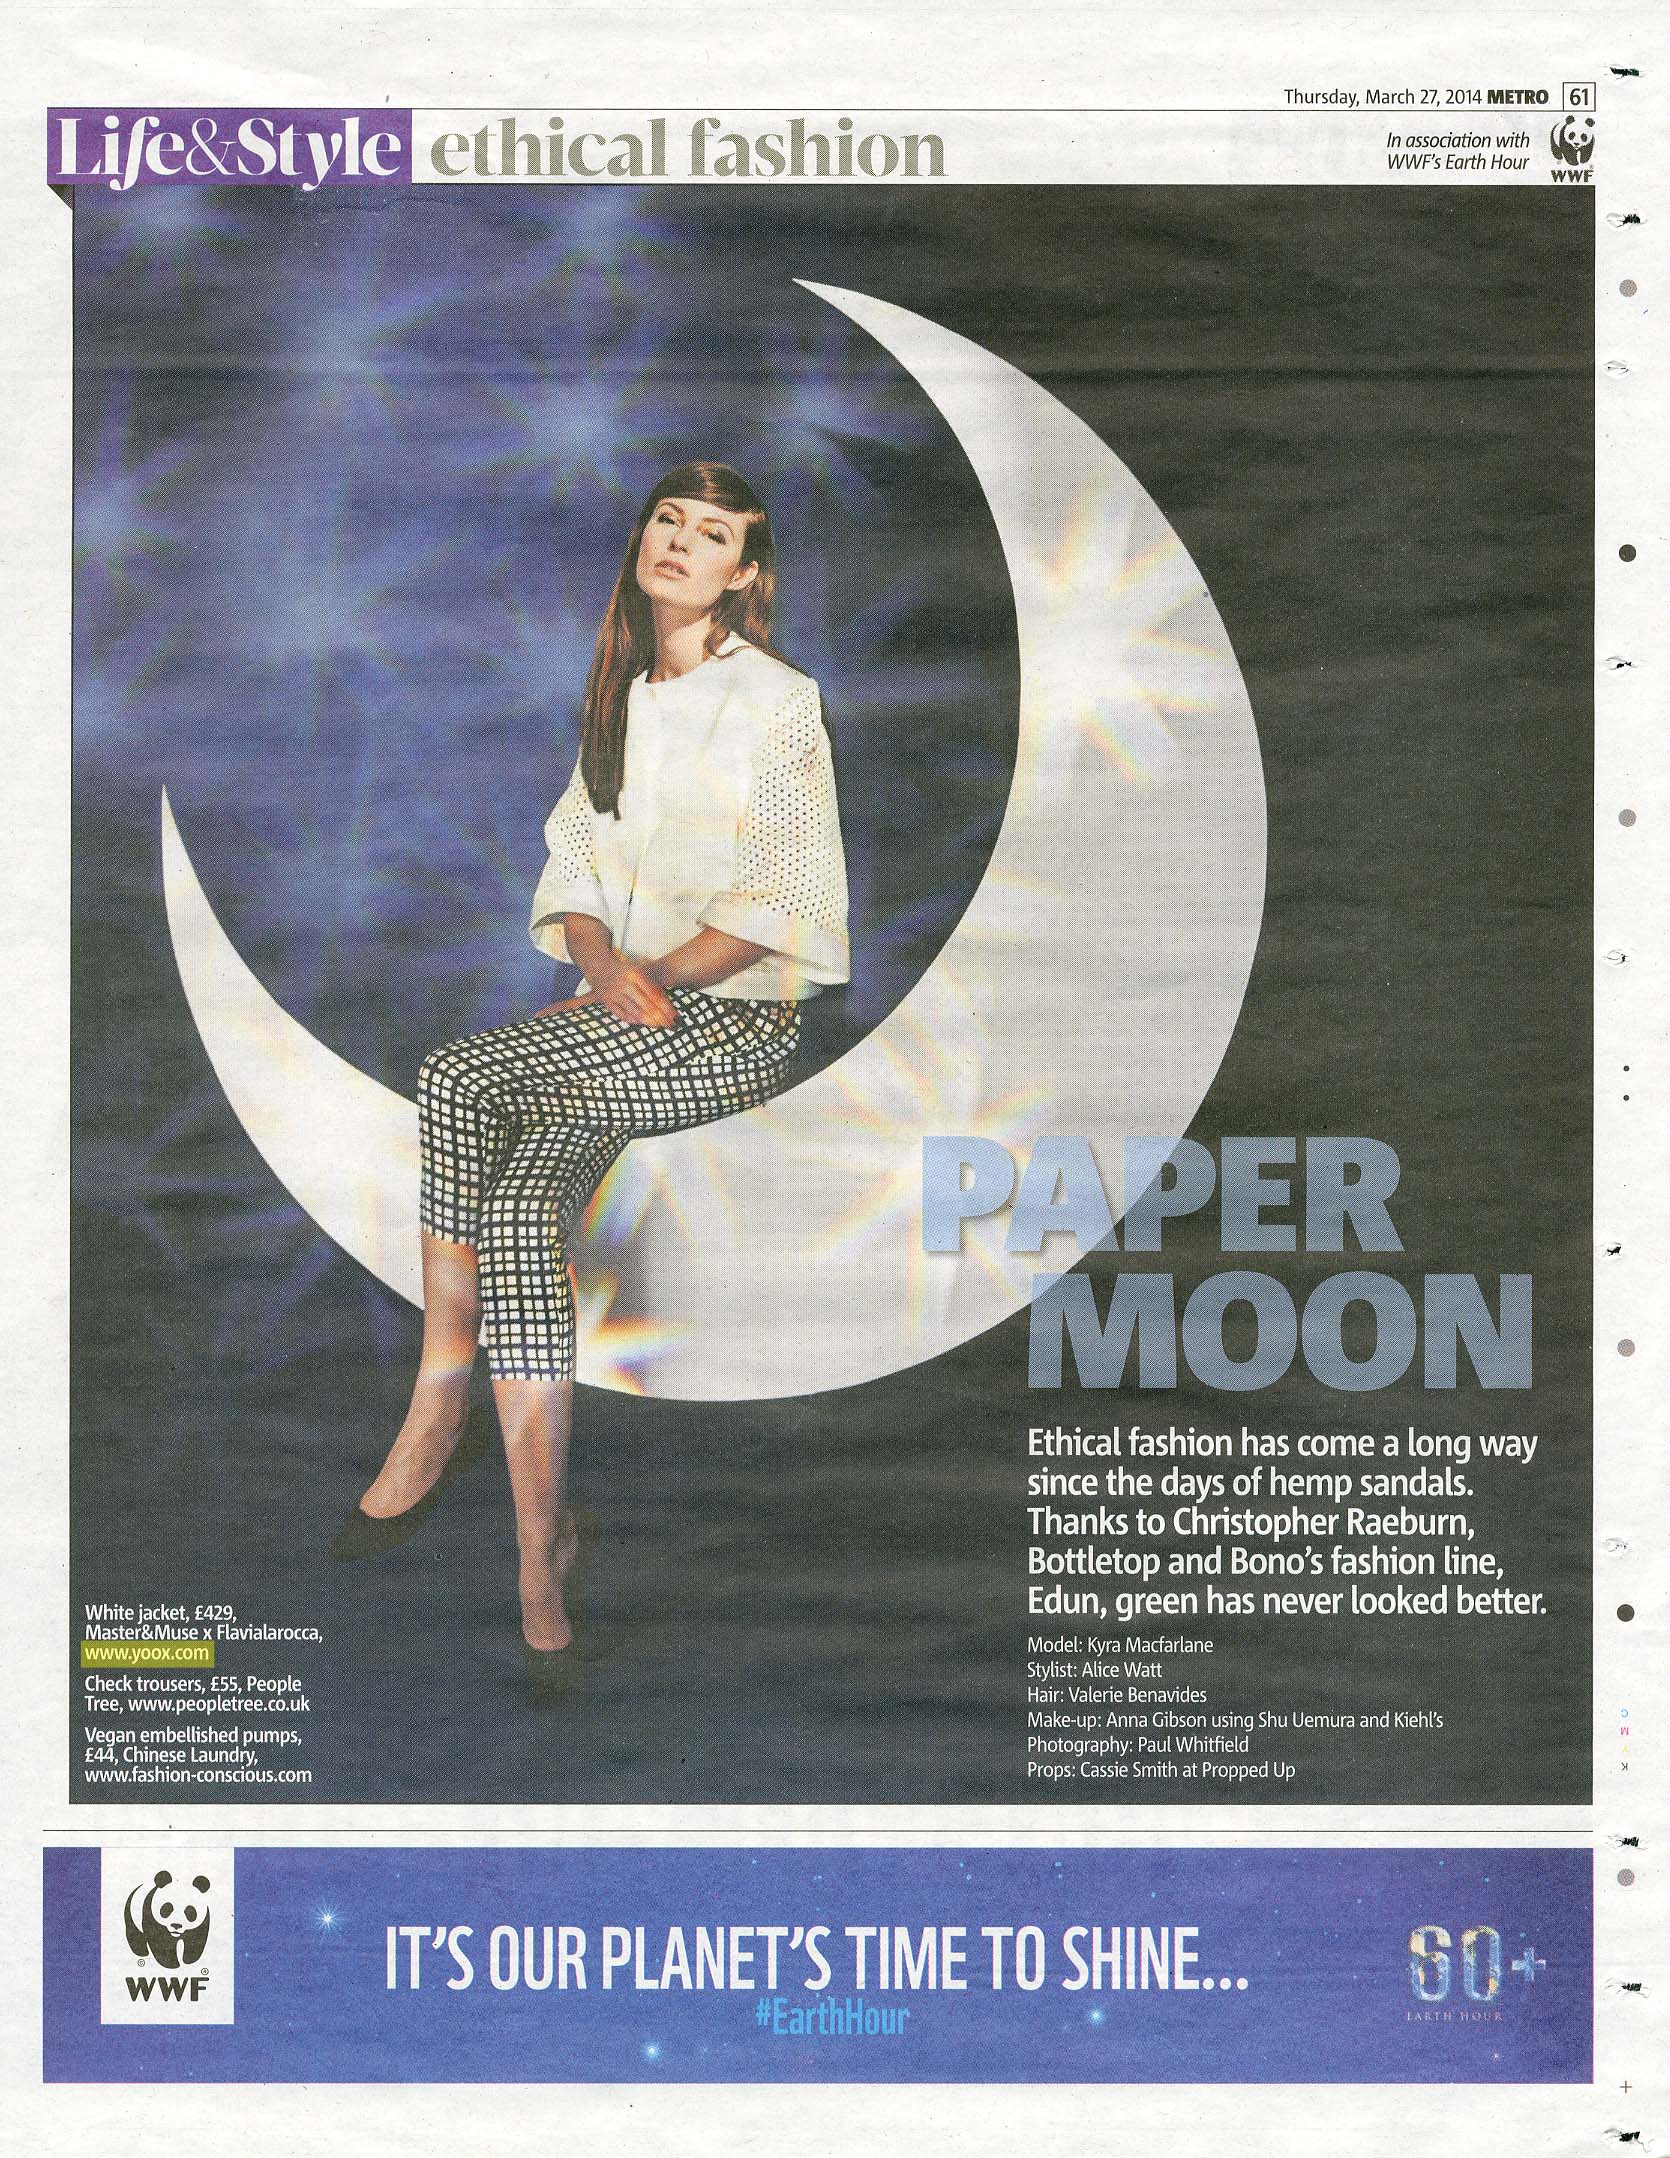 Thursday, March 27, 2014 METRO 61
Life&Style ethical fashion
In association with
WWF's Earth Hour
WWF
PAPER
MOON
Ethical fashion has come a long way
since the days of hemp sandals.
Thanks to Christopher Raeburn,
Bottletop and Bono's fashion line,
Edun, green has never looked better.
Model: Kyra Macfarlane
Stylist: Alice Watt
Hair: Valerie Benavides
Make-up: Anna Gibson using Shu Uemura and Kiehl's
Photography: Paul Whitfield
Props: Cassie Smith at Propped Up
White jacket, £429,
Master&Muse x Flavialarocca,
www.yoox.com
Check trousers, £55, People
Tree, www.peopletree.co.uk
Vegan embellished pumps,
£44, Chinese Laundry,
www.fashion-conscious.com
C
M
Y
K
© ®
WWF
IT'S OUR PLANET'S TIME TO SHINE...
#EarthHour
60+
EARTH HOUR